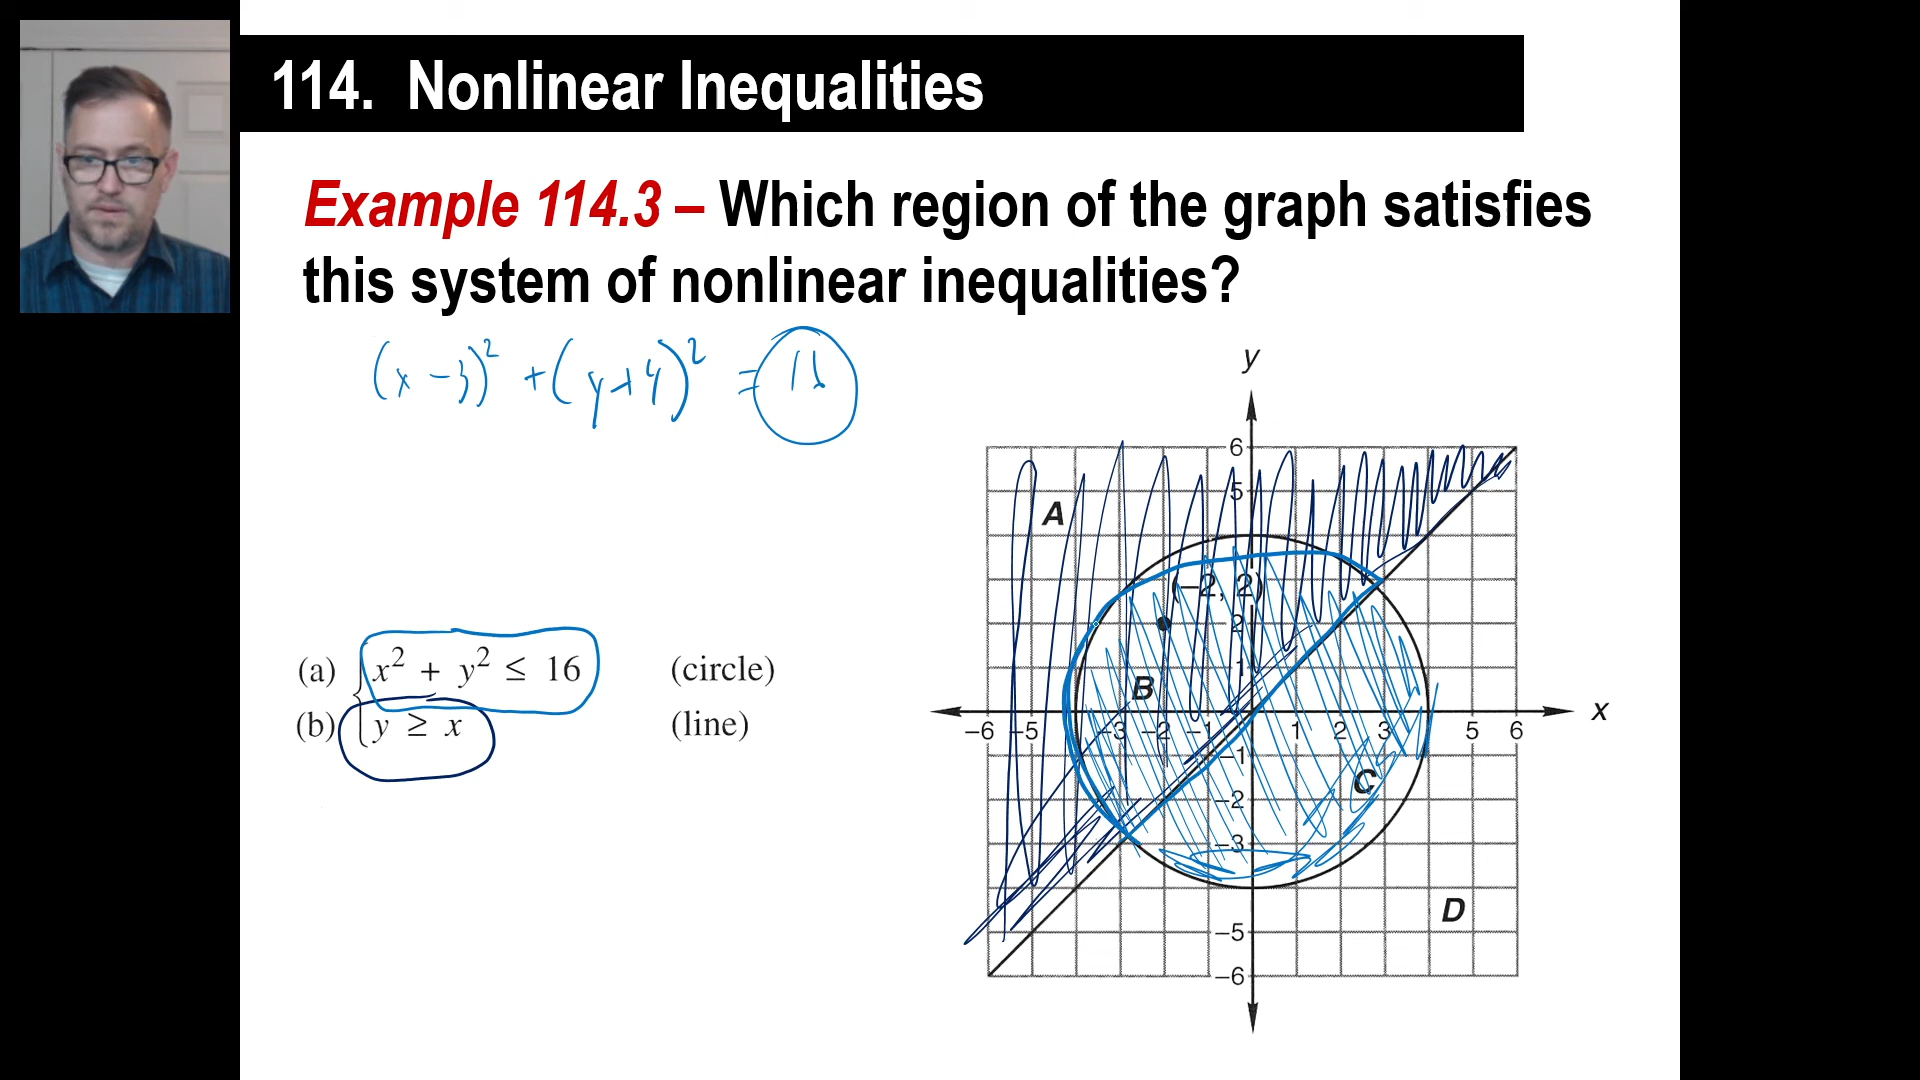 114. Nonlinear Inequalities
Example 114.3 – Which region of the graph satisfies
this system of nonlinear inequalities?
(x - 3)² + (y + 4)² = 16
y
6
5
A
(−2, 2)
2
1
B
(a) x² + y² ≤ 16 (circle)
(b) y ≥ x (line)
−6 −5 −3 −2 −1 1 2 3 5 6 x
−1
C
−2
−3
D
−5
−6